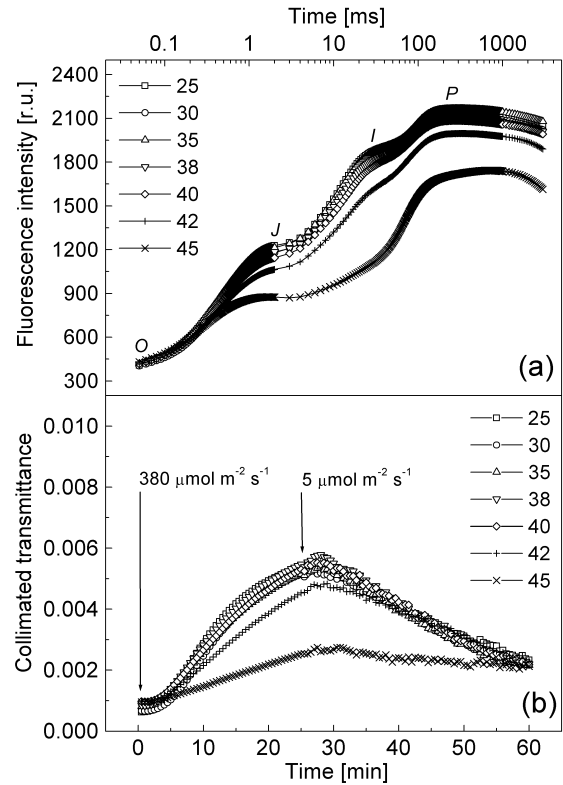 Time [ms]
0.1 1 10 100 1000
2400
2100
1800
1500
1200
900
600
300
Fluorescence intensity [r.u.]
25
30
35
38
40
42
45
O
J
I
P
(a)
0.010
0.008
0.006
0.004
0.002
0.000
Collimated transmittance
380 μmol m⁻² s⁻¹
5 μmol m⁻² s⁻¹
25
30
35
38
40
42
45
(b)
0 10 20 30 40 50 60
Time [min]